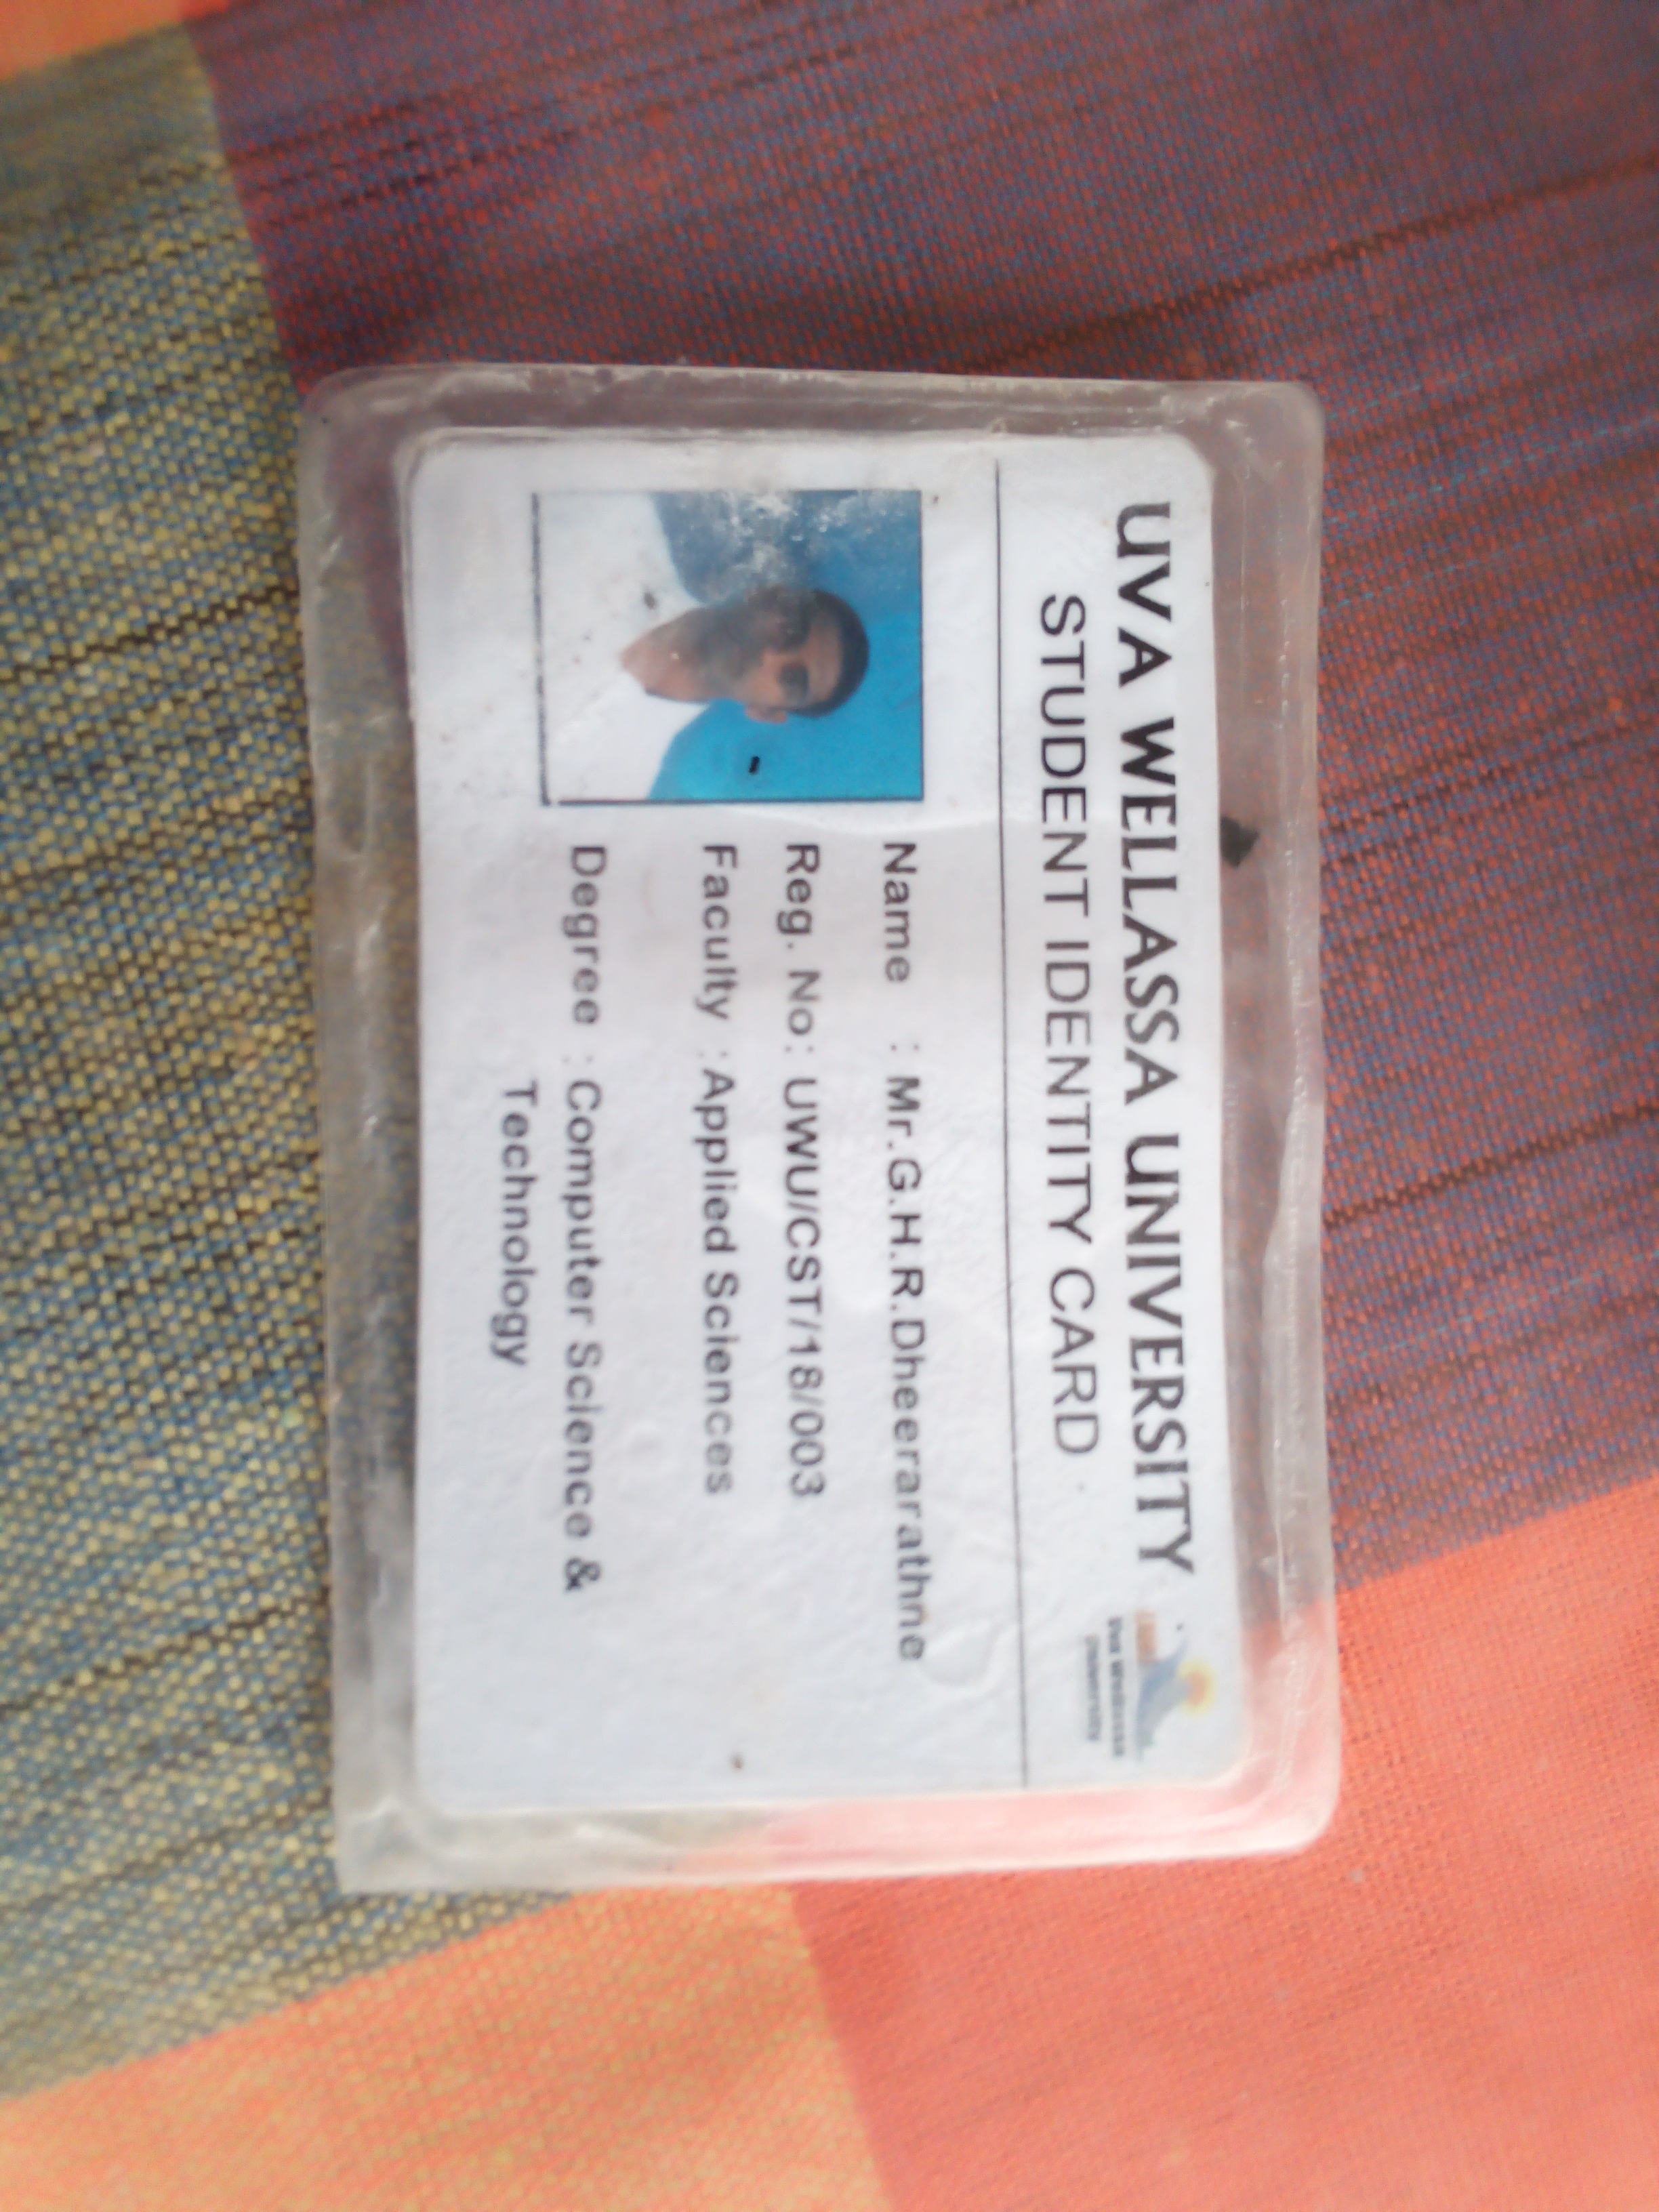 UVA WELLASSA UNIVERSITY
STUDENT IDENTITY CARD
Uva Wellassa
University
Name : Mr.G.H.R.Dheerarathne
Reg. No: UWU/CST/18/003
Faculty :Applied Sciences
Degree : Computer Science &
Technology